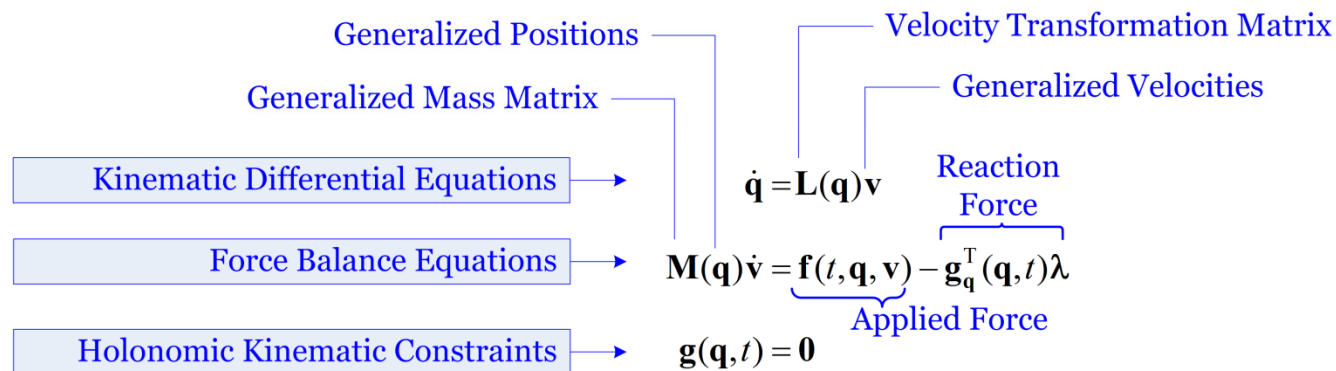 Generalized Positions
Velocity Transformation Matrix
Generalized Mass Matrix
Generalized Velocities
Kinematic Differential Equations
q̇ = L(q)v
Reaction
Force
Force Balance Equations
M(q)v̇ = f(t,q,v) − g_q^T(q,t)λ
Applied Force
Holonomic Kinematic Constraints
g(q,t) = 0